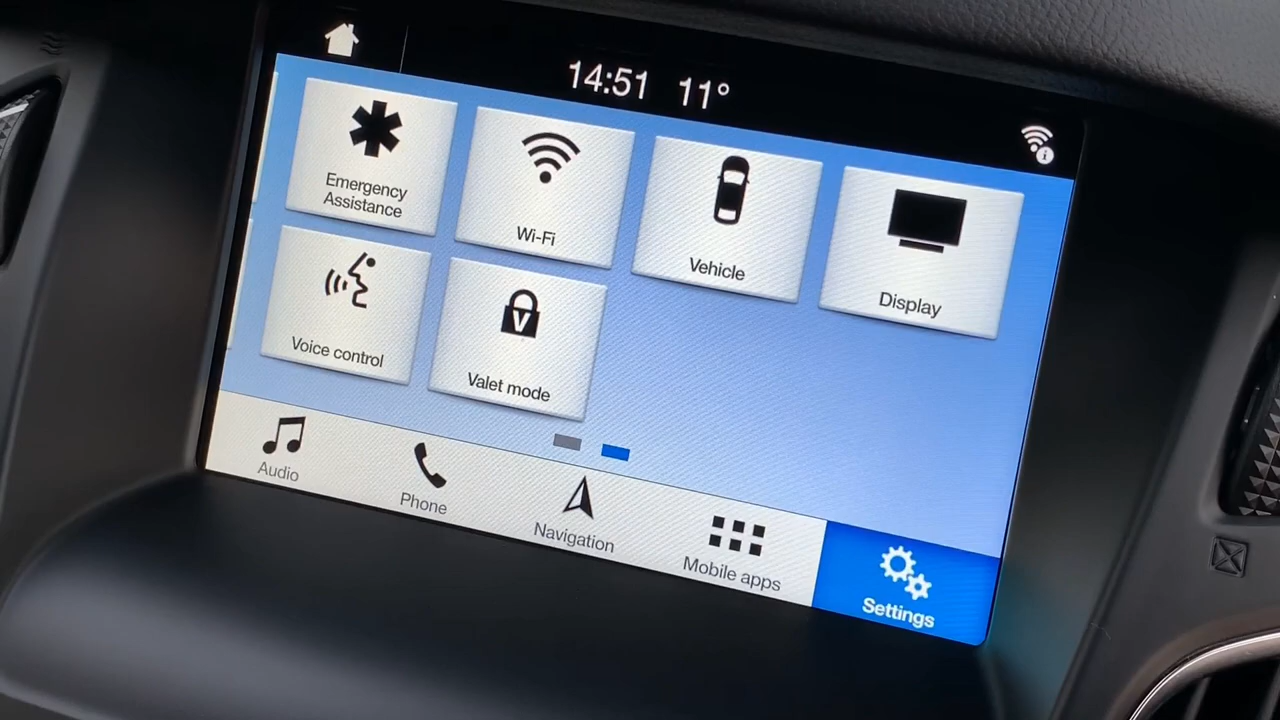 14:51 11°
Emergency
Assistance
Wi-Fi
Vehicle
Display
Voice control
V
Valet mode
Audio
Phone
Navigation
Mobile apps
Settings